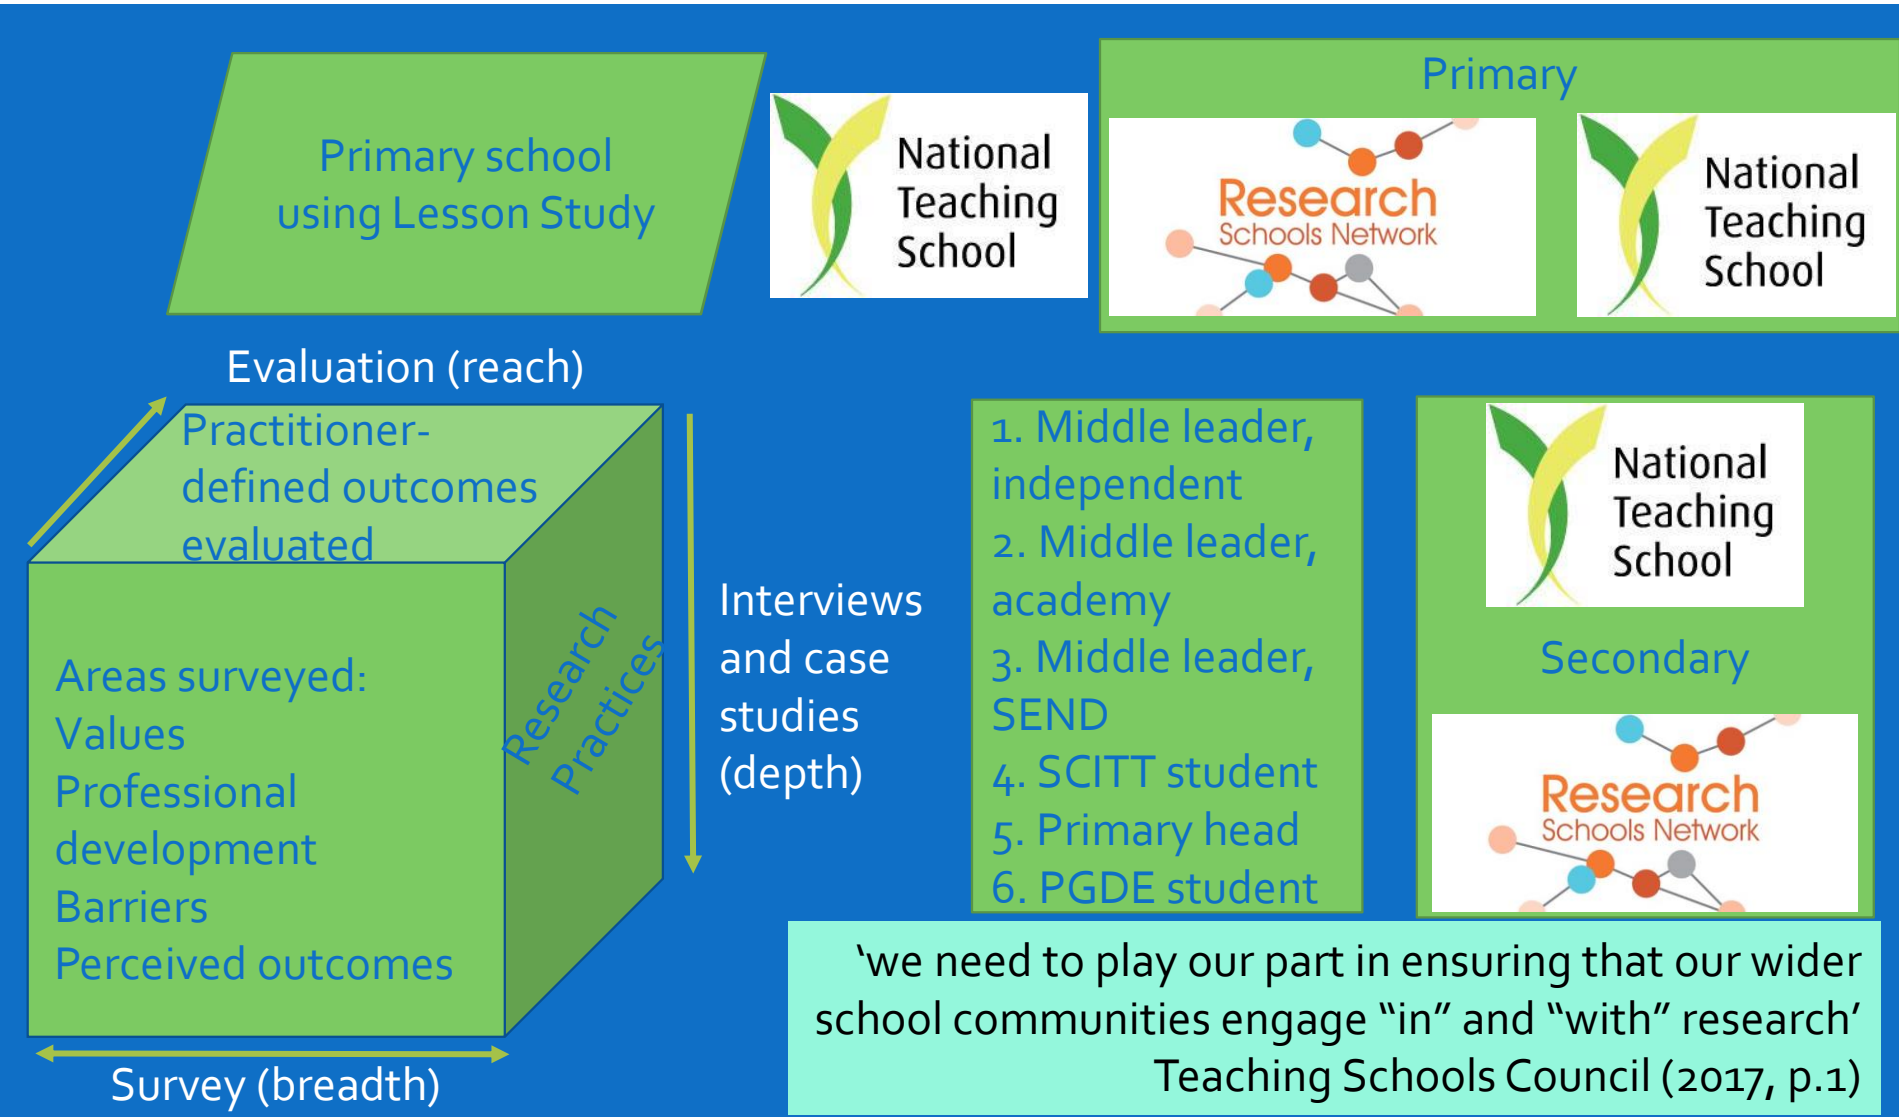 Primary school
using Lesson Study
National
Teaching
School
Primary
Research
Schools Network
National
Teaching
School
Evaluation (reach)
Practitioner-
defined outcomes
evaluated
Areas surveyed:
Values
Professional
development
Barriers
Perceived outcomes
Research
Practices
Survey (breadth)
Interviews
and case
studies
(depth)
1. Middle leader,
independent
2. Middle leader,
academy
3. Middle leader,
SEND
4. SCITT student
5. Primary head
6. PGDE student
National
Teaching
School
Secondary
Research
Schools Network
‘we need to play our part in ensuring that our wider
school communities engage “in” and “with” research’
Teaching Schools Council (2017, p.1)